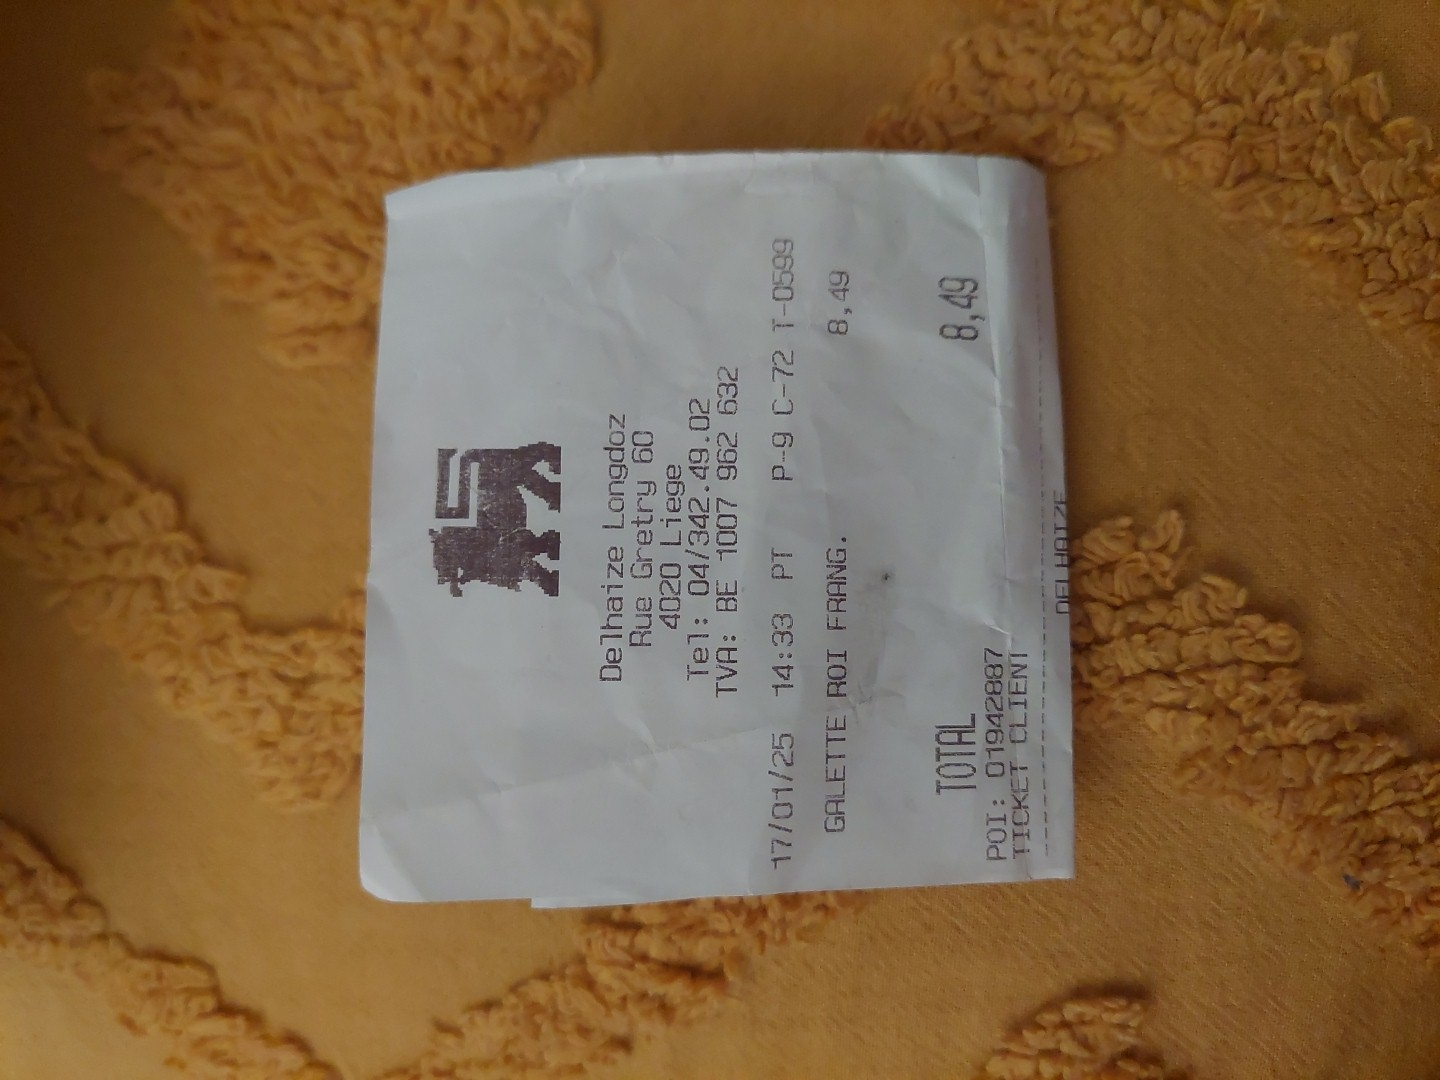 Delhaize Longdoz
Rue Gretry 60
4020 Liege
Tel: 04/342.49.02
TVA: BE 1007 962 632
17/01/25 14:33 PT P-9 C-72 T-0599
GALETTE ROI FRANG. 8,49
TOTAL 8,49
POI: 01942887
TICKET CLIENT
DELHAIZE